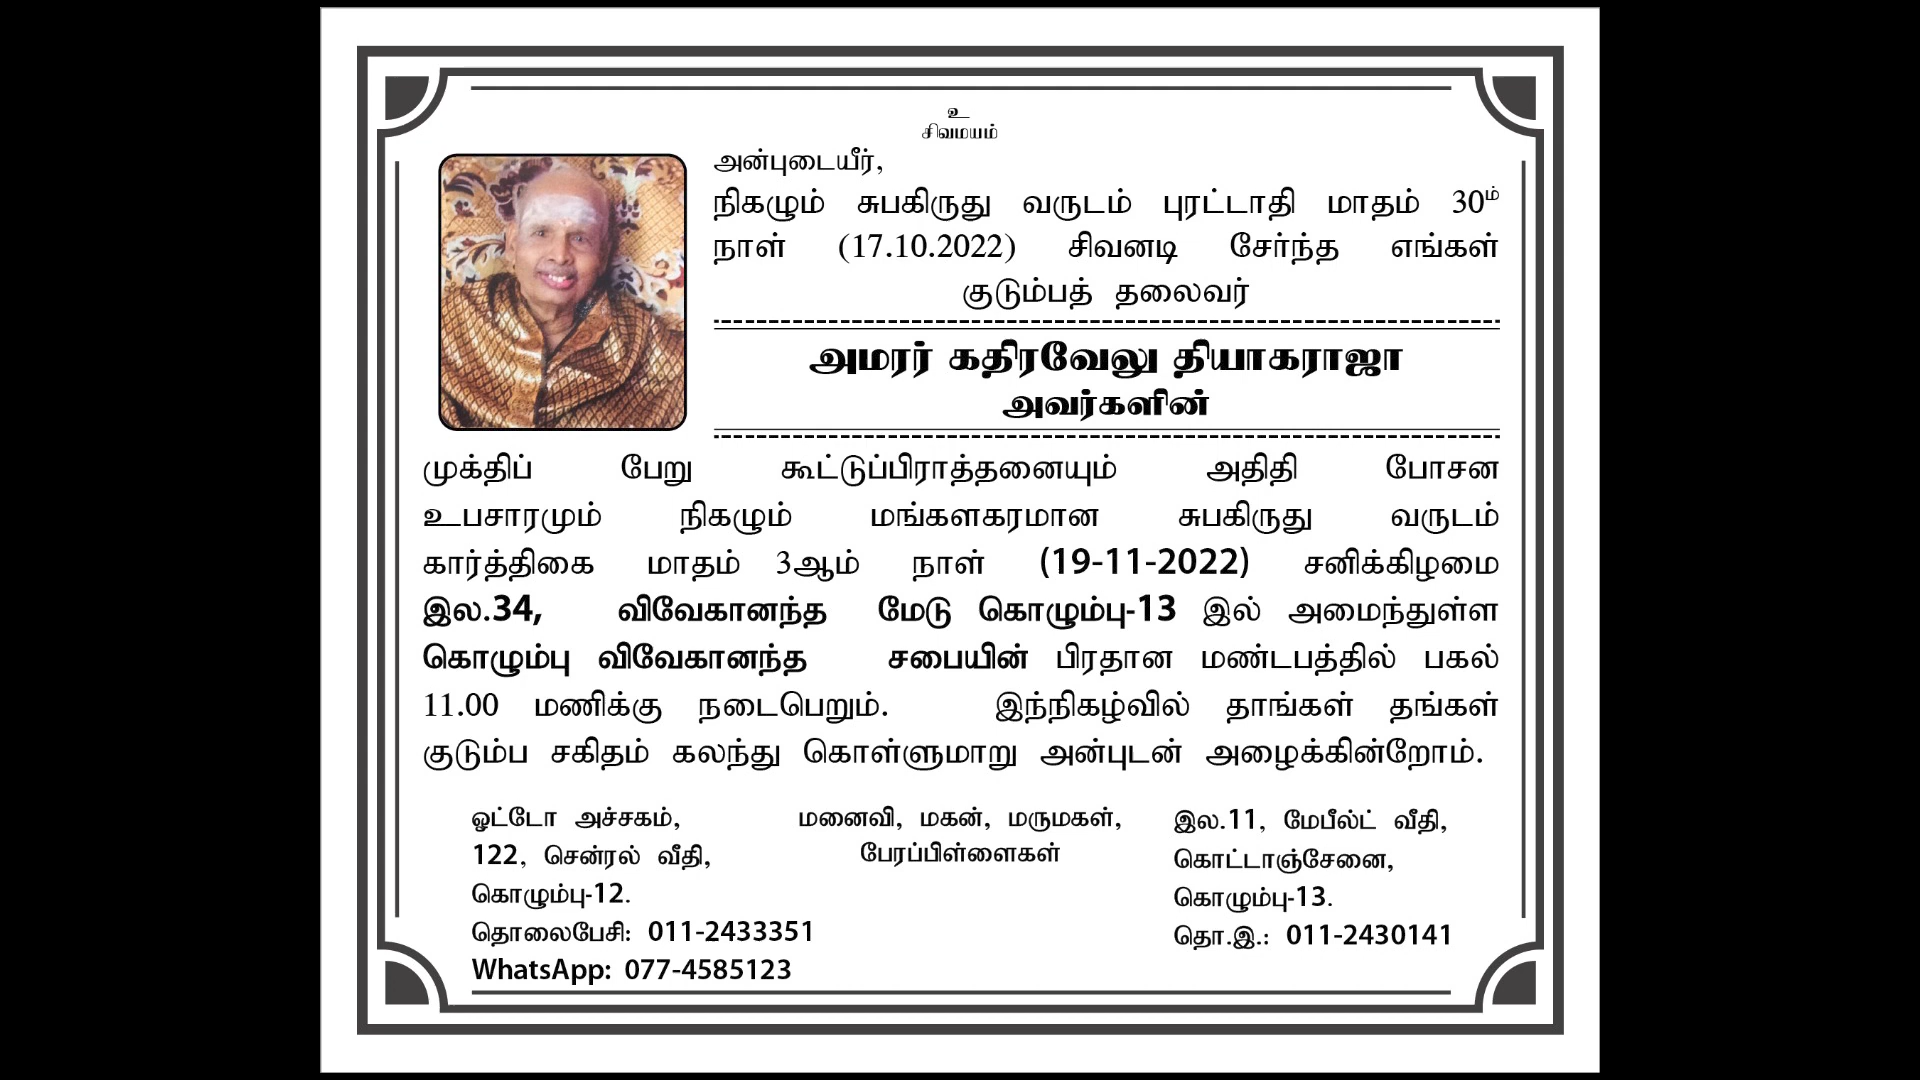 உ
சிவமயம்
அன்புடையீர்,
நிகழும் சுபகிருது வருடம் புரட்டாதி மாதம் 30ம்
நாள் (17.10.2022) சிவனடி சேர்ந்த எங்கள்
குடும்பத் தலைவர்
அமரர் கதிரவேலு தியாகராஜா
அவர்களின்
முக்திப் பேறு கூட்டுப்பிராத்தனையும் அதிதி போசன
உபசாரமும் நிகழும் மங்களகரமான சுபகிருது வருடம்
கார்த்திகை மாதம் 3ஆம் நாள் (19-11-2022) சனிக்கிழமை
இல.34, விவேகானந்த மேடு கொழும்பு-13 இல் அமைந்துள்ள
கொழும்பு விவேகானந்த சபையின் பிரதான மண்டபத்தில் பகல்
11.00 மணிக்கு நடைபெறும். இந்நிகழ்வில் தாங்கள் தங்கள்
குடும்ப சகிதம் கலந்து கொள்ளுமாறு அன்புடன் அழைக்கின்றோம்.
ஒட்டோ அச்சகம்,
122, சென்ரல் வீதி,
கொழும்பு-12.
தொலைபேசி: 011-2433351
WhatsApp: 077-4585123
மனைவி, மகன், மருமகள்,
பேரப்பிள்ளைகள்
இல.11, மேபீல்ட் வீதி,
கொட்டாஞ்சேனை,
கொழும்பு-13.
தொ.இ.: 011-2430141